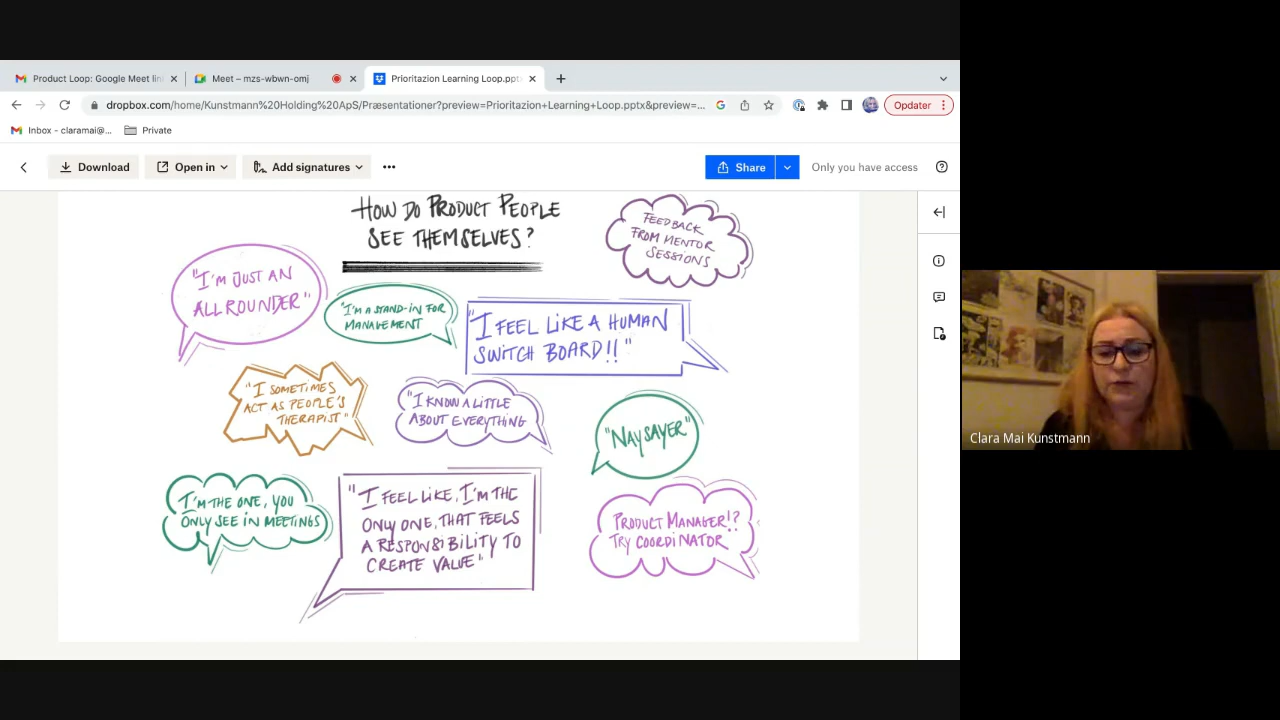 Product Loop: Google Meet lin
Meet – mzs-wbwn-omj
Prioritazion Learning Loop.ppt
dropbox.com/home/Kunstmann%20Holding%20ApS/Præsentationer?preview=Prioritazion+Learning+Loop.pptx&preview=...
Opdater
Inbox - claramai@...
Private
Download
Open in
Add signatures
Share
Only you have access
HOW DO PRODUCT PEOPLE
SEE THEMSELVES?
FEEDBACK
FROM MENTOR
SESSIONS
"I'M JUST AN
ALLROUNDER"
"I'M A STAND-IN FOR
MANAGEMENT
"I FEEL LIKE A HUMAN
SWITCH BOARD!!"
"I SOMETIMES
ACT AS PEOPLE'S
THERAPIST"
"I KNOW A LITTLE
ABOUT EVERYTHING
"NAYSAYER"
I'M THE ONE, YOU
ONLY SEE IN MEETINGS
"I FEEL LIKE, I'M THE
ONLY ONE, THAT FEELS
A RESPONSIBILITY TO
CREATE VALUE"
PRODUCT MANAGER!?
TRY COORDINATOR
Clara Mai Kunstmann